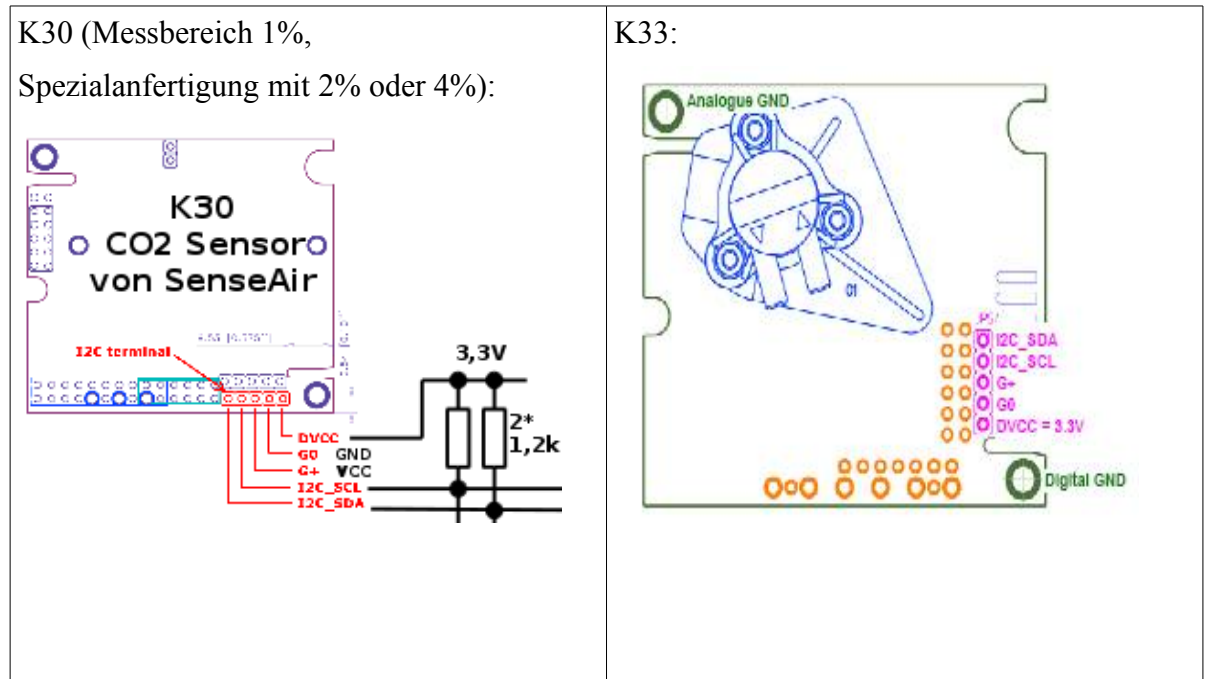 K30 (Messbereich 1%,
Spezialanfertigung mit 2% oder 4%):
K30
CO2 Sensor
von SenseAir
I2C terminal
3,3V
2*
1,2k
DVCC
G0 GND
G+ VCC
I2C_SCL
I2C_SDA
K33:
Analogue GND
I2C_SDA
I2C_SCL
G+
G0
DVCC = 3.3V
Digital GND